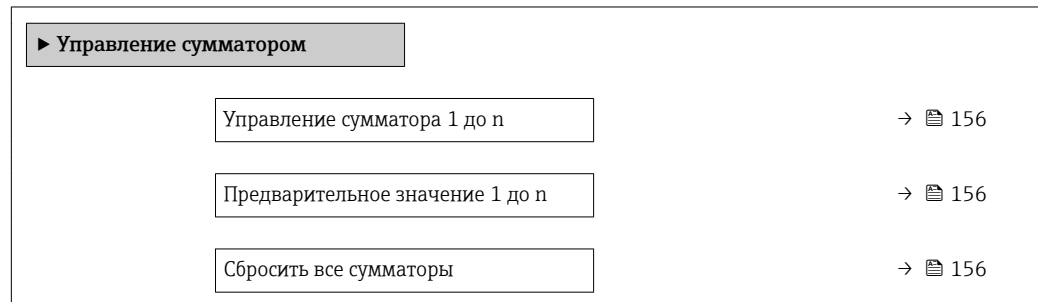 ► Управление сумматором
Управление сумматора 1 до n → 🖺 156
Предварительное значение 1 до n → 🖺 156
Сбросить все сумматоры → 🖺 156